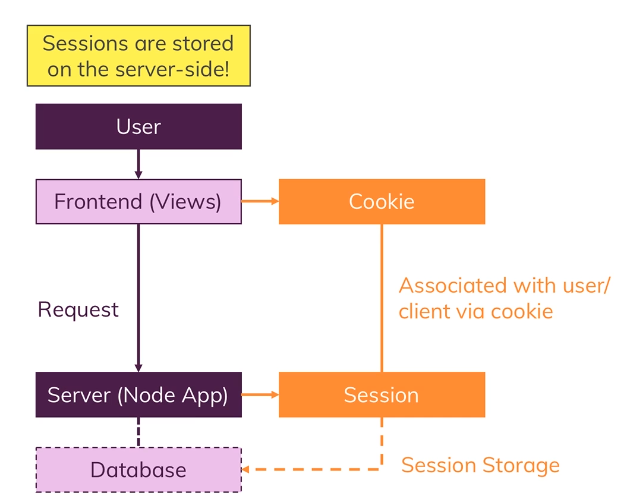 Sessions are stored
on the server-side!
User
Frontend (Views)
Cookie
Request
Associated with user/
client via cookie
Server (Node App)
Session
Database
Session Storage